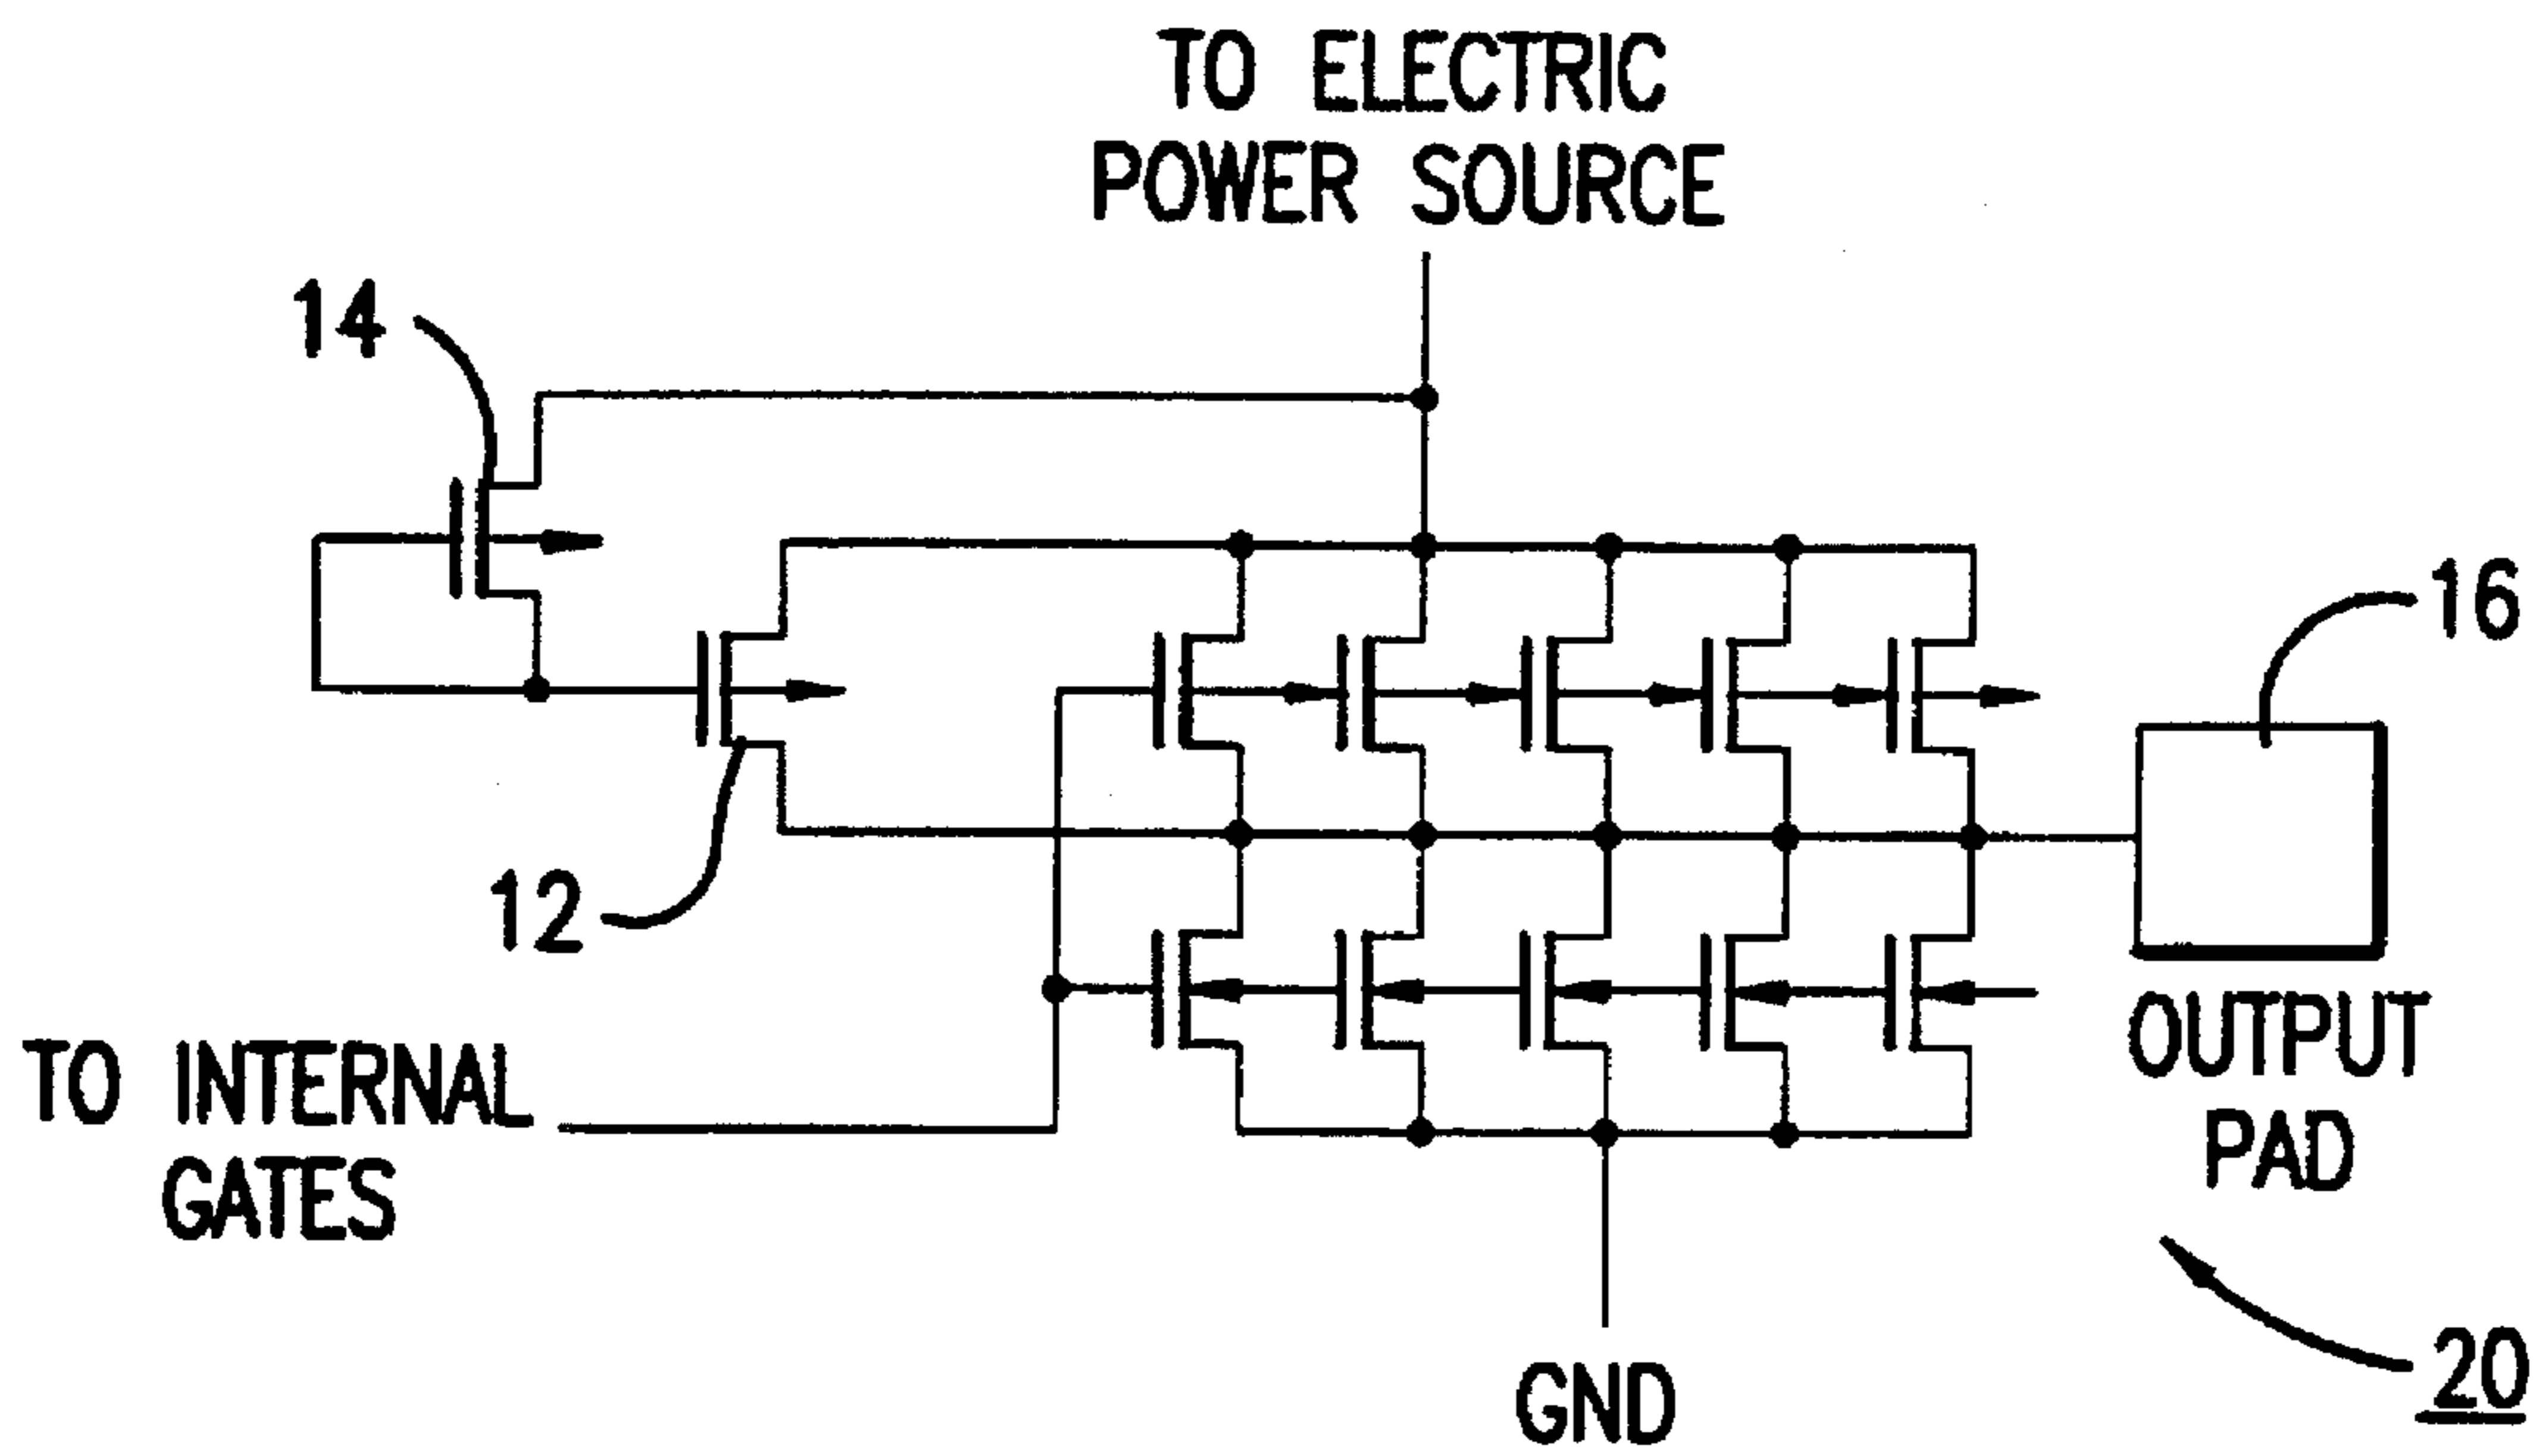 TO ELECTRIC
POWER SOURCE
14
16
12
TO INTERNAL
GATES
OUTPUT
PAD
GND
20